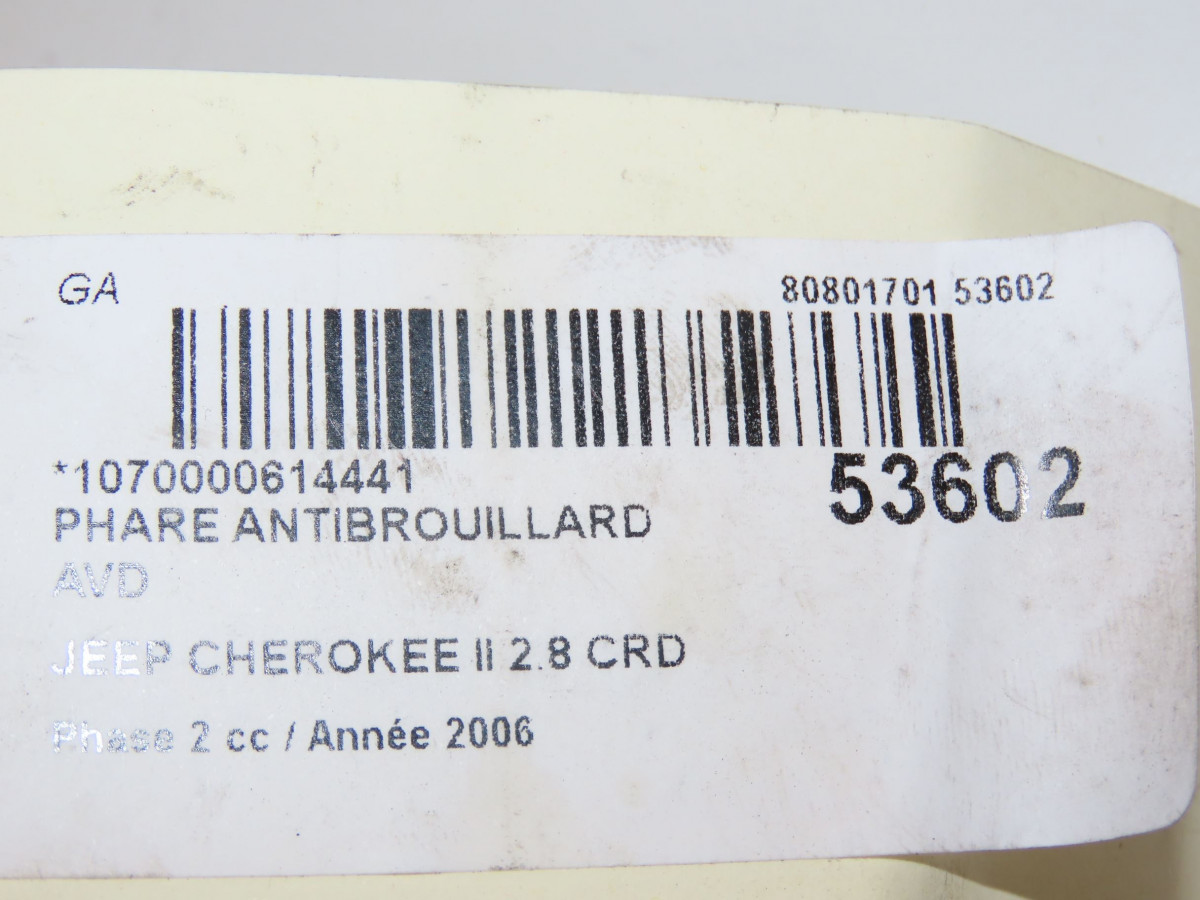 GA 80801701 53602
*1070000614441 53602
PHARE ANTIBROUILLARD
AVD
JEEP CHEROKEE II 2.8 CRD
Phase 2 cc / Année 2006